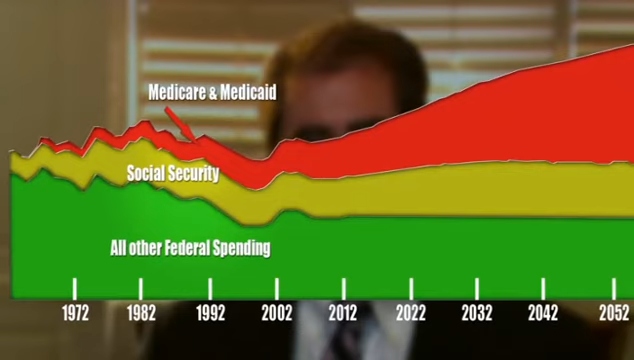 Medicare & Medicaid
Social Security
All other Federal Spending
1972 1982 1992 2002 2012 2022 2032 2042 2052